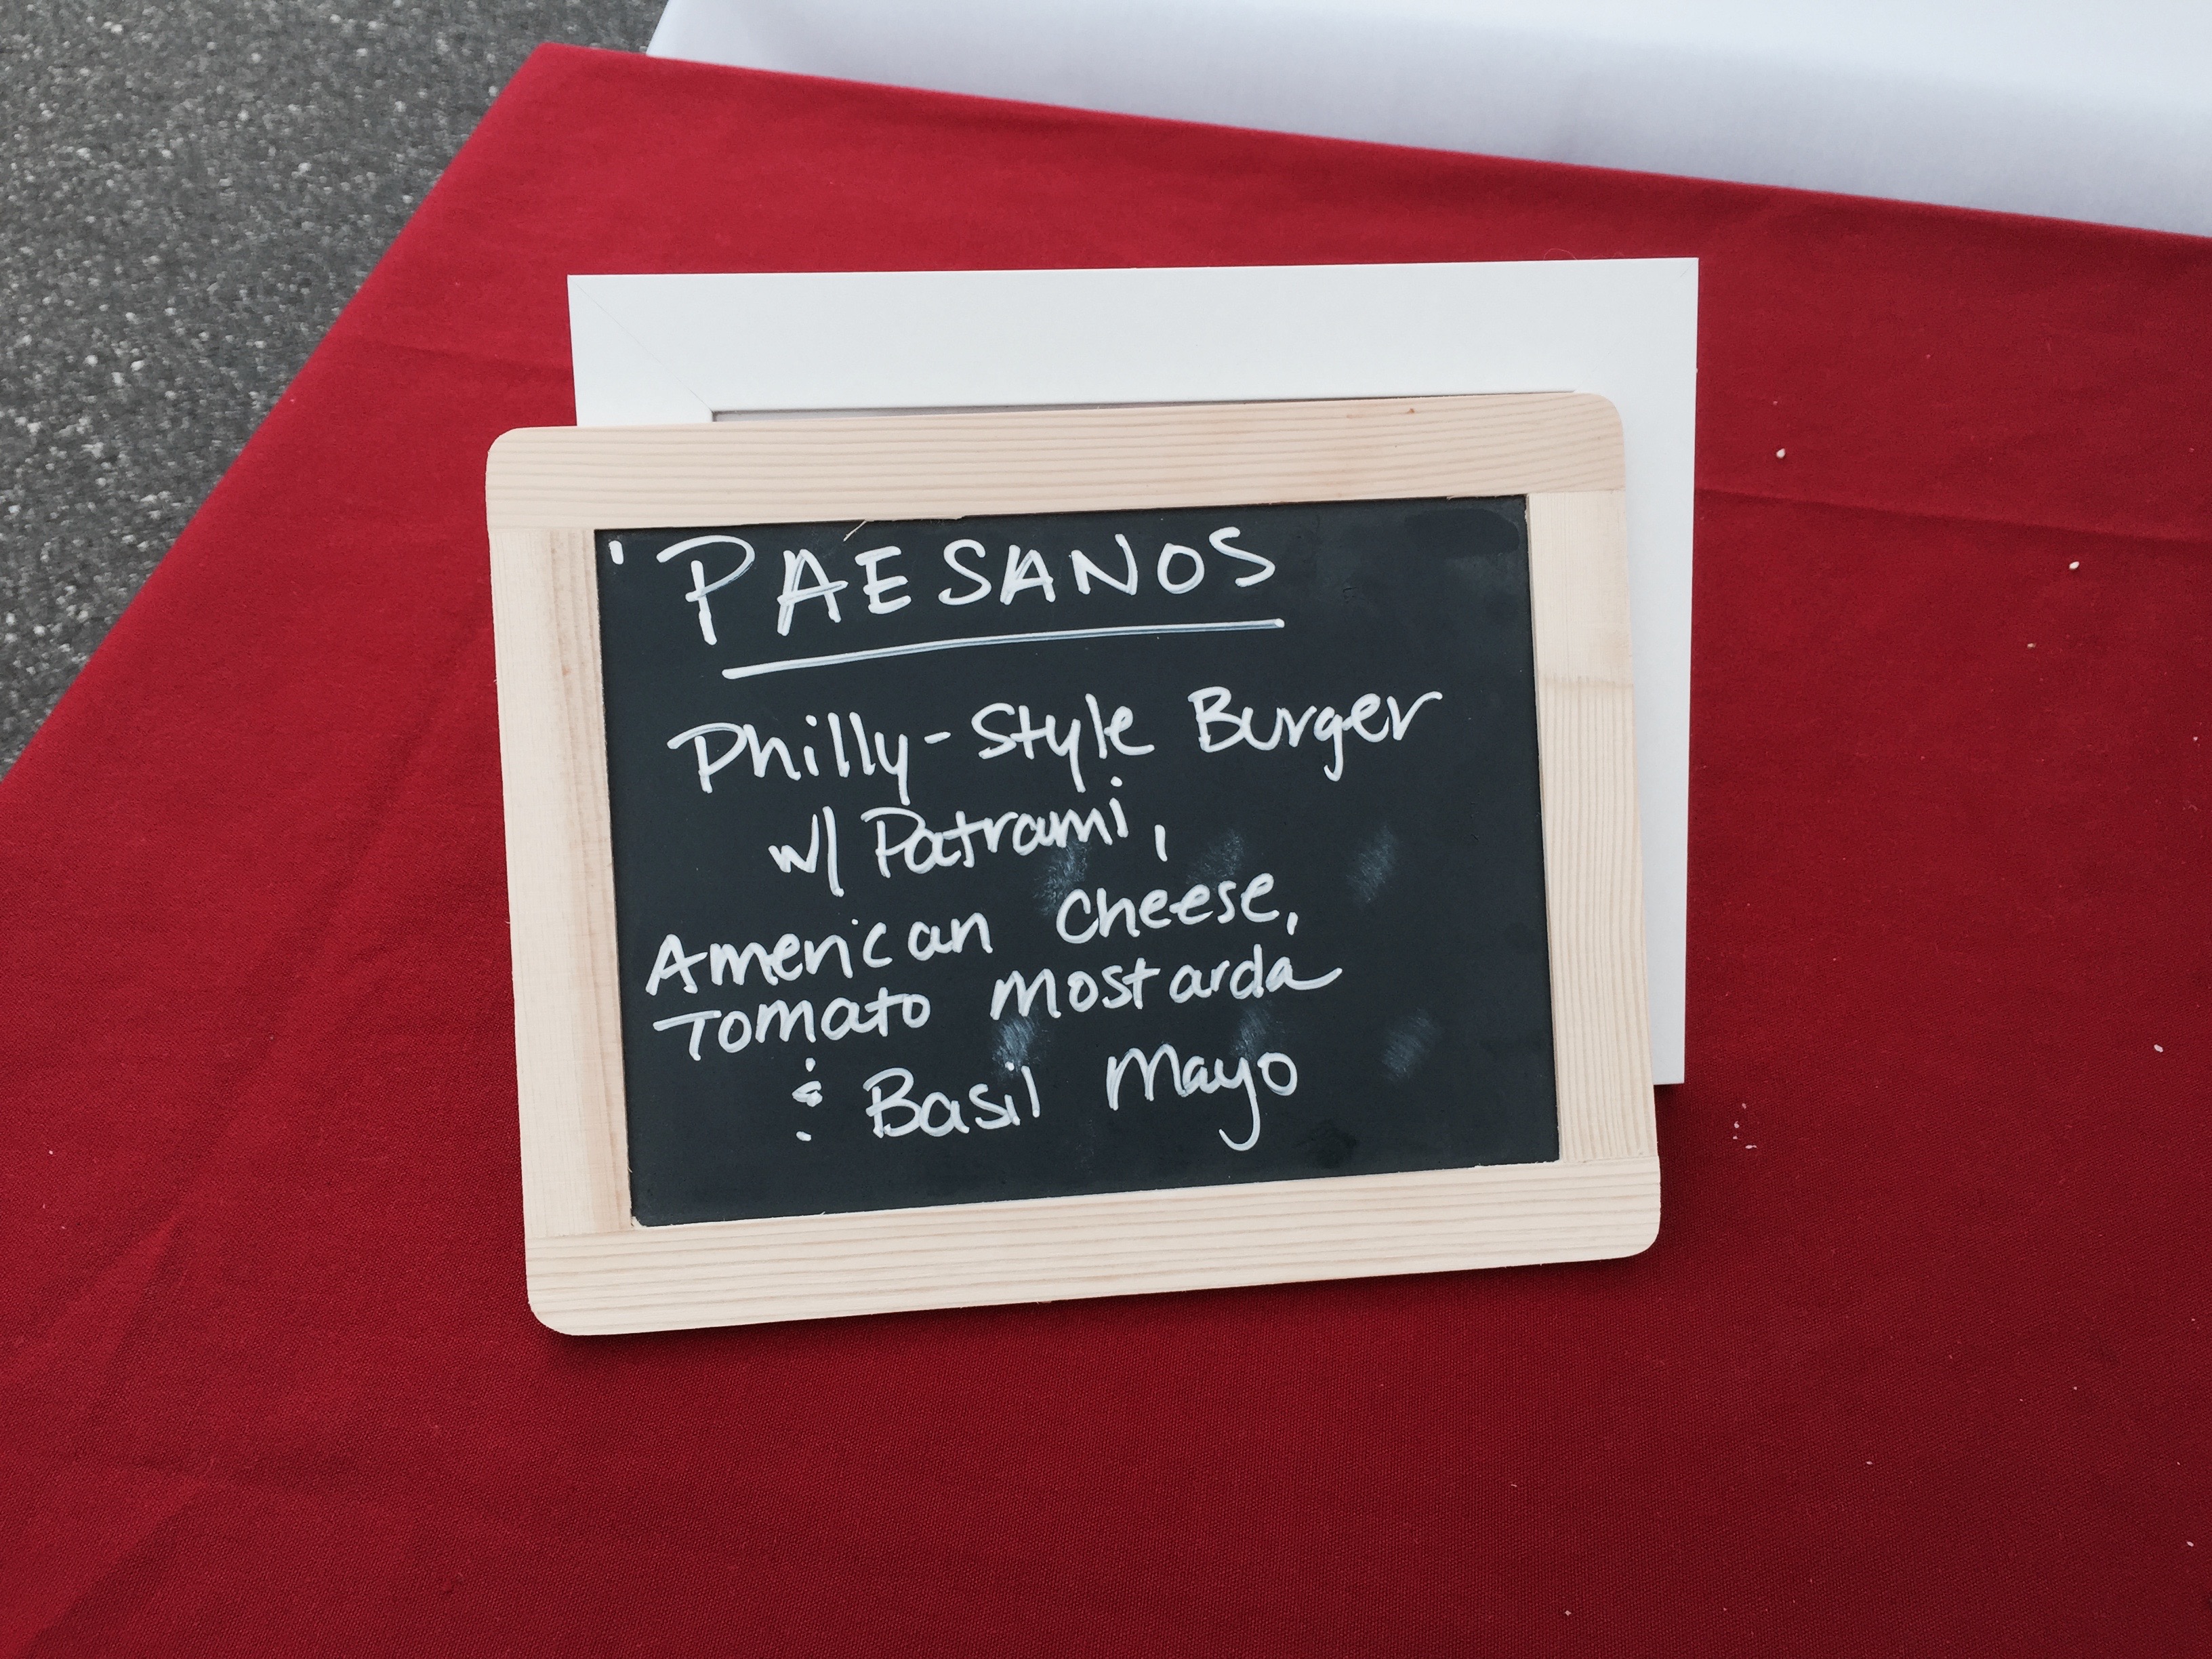 PAESANOS
Philly-Style Burger
w/ Patrami,
American Cheese,
Tomato Mostarda
& Basil Mayo